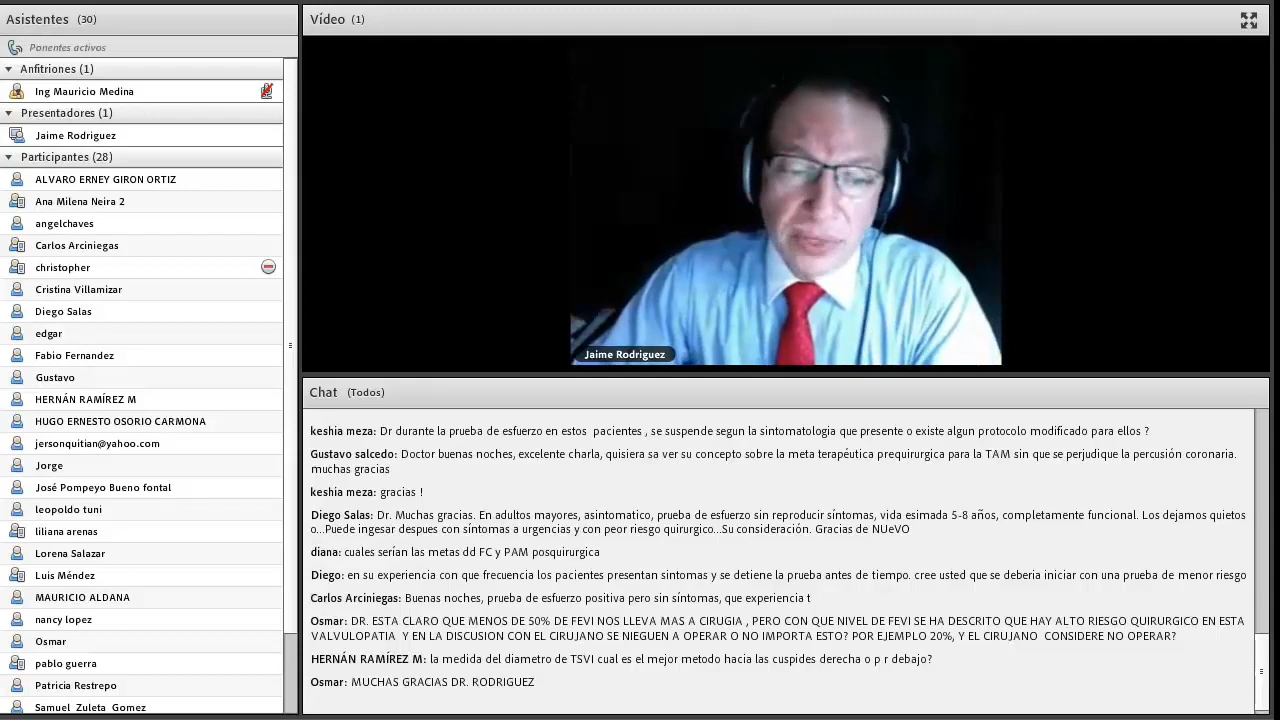 Asistentes (30)
Ponentes activos
Anfitriones (1)
Ing Mauricio Medina
Presentadores (1)
Jaime Rodriguez
Participantes (28)
ALVARO ERNEY GIRON ORTIZ
Ana Milena Neira 2
angelchaves
Carlos Arciniegas
christopher
Cristina Villamizar
Diego Salas
edgar
Fabio Fernandez
Gustavo
HERNÁN RAMÍREZ M
HUGO ERNESTO OSORIO CARMONA
jersonquitian@yahoo.com
Jorge
José Pompeyo Bueno fontal
leopoldo tuni
liliana arenas
Lorena Salazar
Luis Méndez
MAURICIO ALDANA
nancy lopez
Osmar
pablo guerra
Patricia Restrepo
Samuel Zuleta Gomez
Vídeo (1)
Jaime Rodriguez
Chat (Todos)
keshia meza: Dr durante la prueba de esfuerzo en estos pacientes , se suspende segun la sintomatologia que presente o existe algun protocolo modificado para ellos ?
Gustavo salcedo: Doctor buenas noches, excelente charla, quisiera sa ver su concepto sobre la meta terapéutica prequirurgica para la TAM sin que se perjudique la percusión coronaria.
muchas gracias
keshia meza: gracias !
Diego Salas: Dr. Muchas gracias. En adultos mayores, asintomatico, prueba de esfuerzo sin reproducir síntomas, vida esimada 5-8 años, completamente funcional. Los dejamos quietos
o...Puede ingesar despues con síntomas a urgencias y con peor riesgo quirurgico...Su consideración. Gracias de NUeVO
diana: cuales serían las metas dd FC y PAM posquirurgica
Diego: en su experiencia con que frecuencia los pacientes presentan sintomas y se detiene la prueba antes de tiempo. cree usted que se deberia iniciar con una prueba de menor riesgo
Carlos Arciniegas: Buenas noches, prueba de esfuerzo positiva pero sin síntomas, que experiencia t
Osmar: DR. ESTA CLARO QUE MENOS DE 50% DE FEVI NOS LLEVA MAS A CIRUGIA , PERO CON QUE NIVEL DE FEVI SE HA DESCRITO QUE HAY ALTO RIESGO QUIRURGICO EN ESTA
VALVULOPATIA Y EN LA DISCUSION CON EL CIRUJANO SE NIEGUEN A OPERAR O NO IMPORTA ESTO? POR EJEMPLO 20%, Y EL CIRUJANO CONSIDERE NO OPERAR?
HERNÁN RAMÍREZ M: la medida del diametro de TSVI cual es el mejor metodo hacia las cuspides derecha o p r debajo?
Osmar: MUCHAS GRACIAS DR. RODRIGUEZ